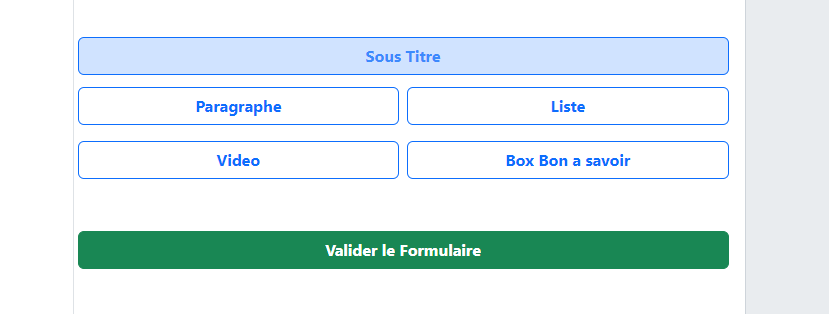 Sous Titre
Paragraphe
Liste
Video
Box Bon a savoir
Valider le Formulaire